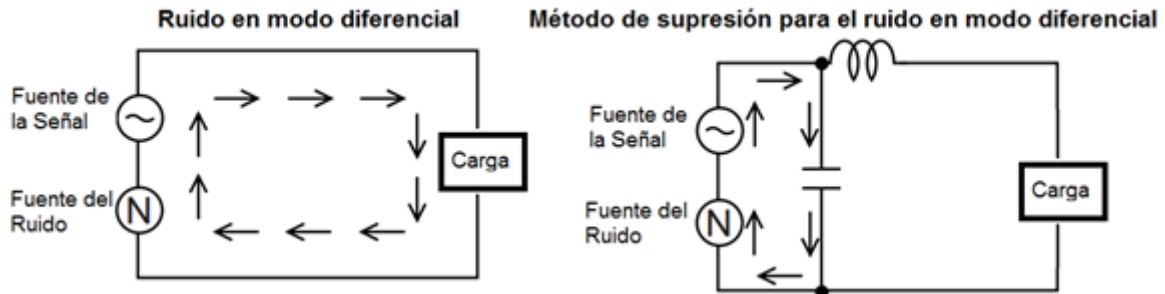 Ruido en modo diferencial
Fuente de
la Señal
Fuente del
Ruido
N
Carga
Método de supresión para el ruido en modo diferencial
Fuente de
la Señal
Fuente del
Ruido
N
Carga